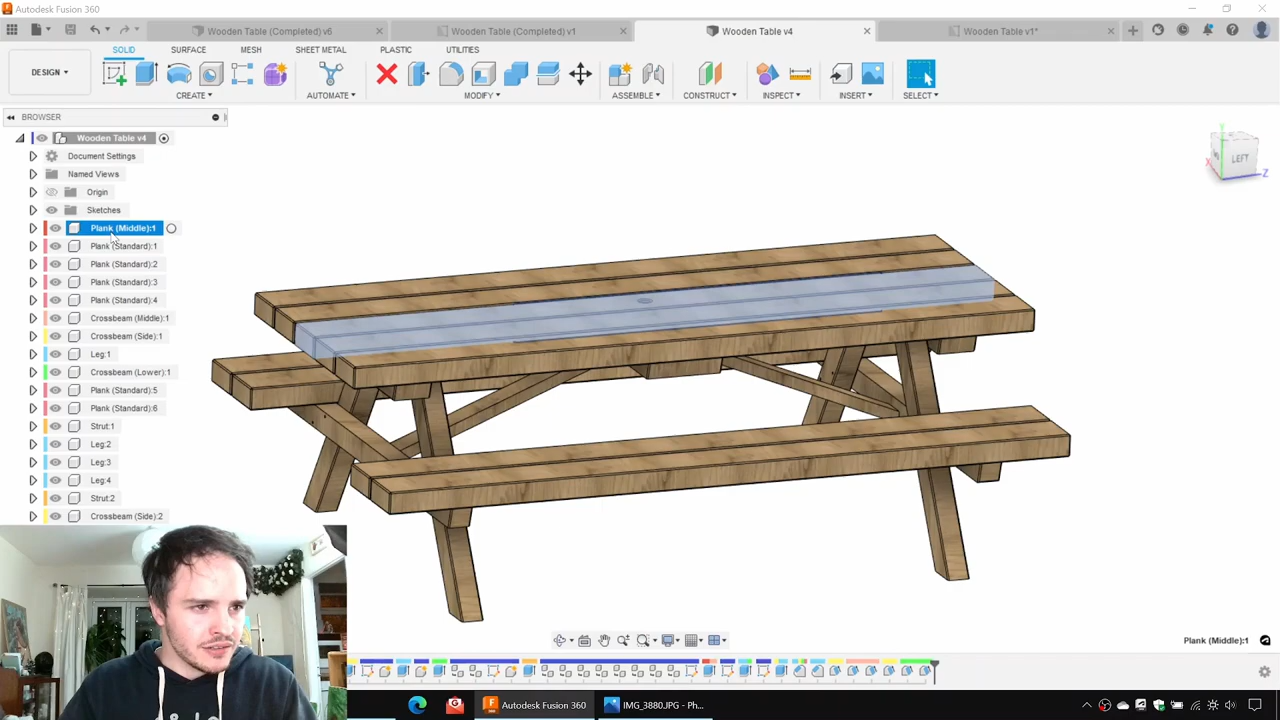 Autodesk Fusion 360
Wooden Table (Completed) v6
Wooden Table (Completed) v1
Wooden Table v4
Wooden Table v1*
DESIGN
SOLID
SURFACE
MESH
SHEET METAL
PLASTIC
UTILITIES
CREATE
AUTOMATE
MODIFY
ASSEMBLE
CONSTRUCT
INSPECT
INSERT
SELECT
BROWSER
Wooden Table v4
Document Settings
Named Views
Origin
Sketches
Plank (Middle):1
Plank (Standard):1
Plank (Standard):2
Plank (Standard):3
Plank (Standard):4
Crossbeam (Middle):1
Crossbeam (Side):1
Leg:1
Crossbeam (Lower):1
Plank (Standard):5
Plank (Standard):6
Strut:1
Leg:2
Leg:3
Leg:4
Strut:2
Crossbeam (Side):2
Y
LEFT
X
Z
Plank (Middle):1
Autodesk Fusion 360
IMG_3880.JPG - Ph...